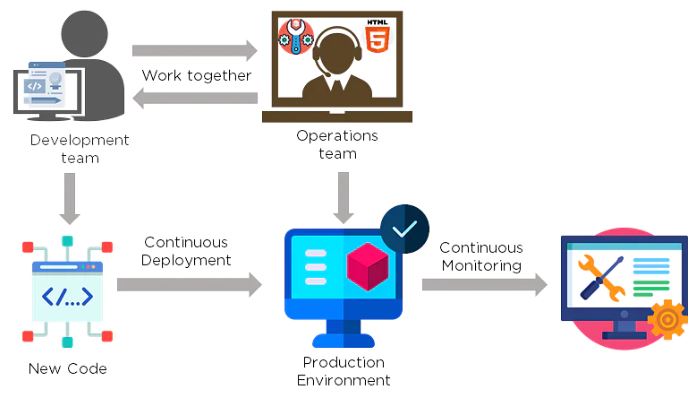 HTML
5
Work together
Development
team
Operations
team
</>
Continuous
Deployment
Continuous
Monitoring
</...>
New Code
Production
Environment